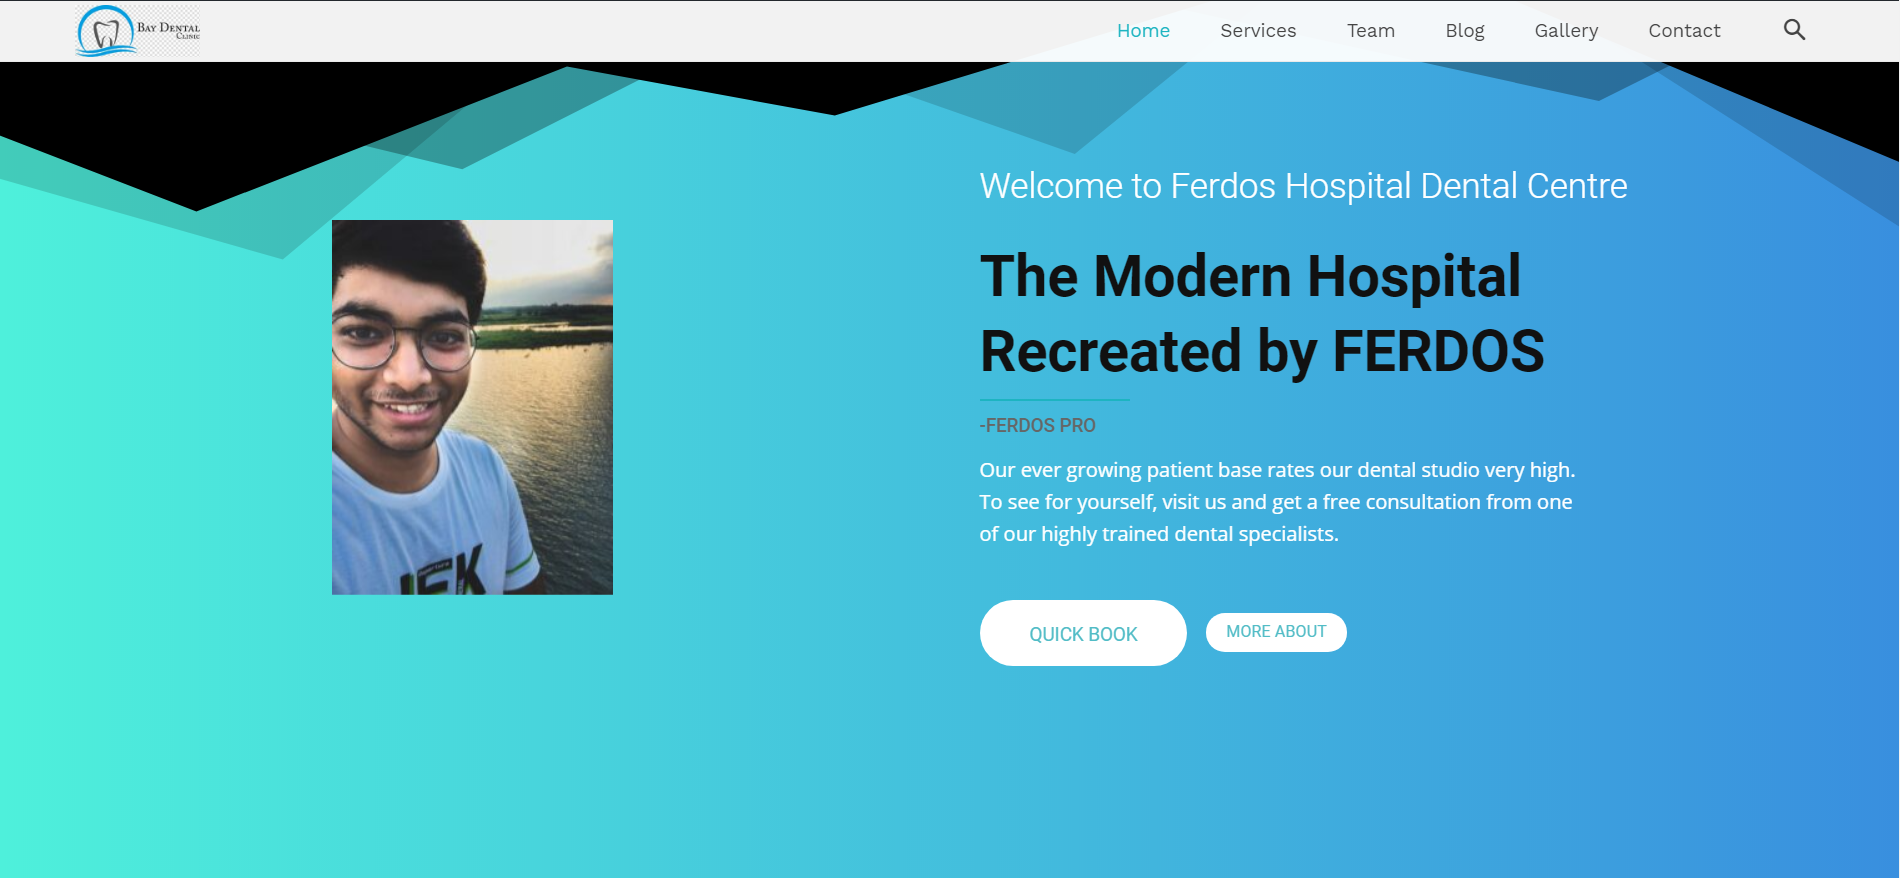 BAY DENTAL
CLINIC
Home Services Team Blog Gallery Contact
Welcome to Ferdos Hospital Dental Centre
The Modern Hospital
Recreated by FERDOS
-FERDOS PRO
Our ever growing patient base rates our dental studio very high.
To see for yourself, visit us and get a free consultation from one
of our highly trained dental specialists.
QUICK BOOK MORE ABOUT